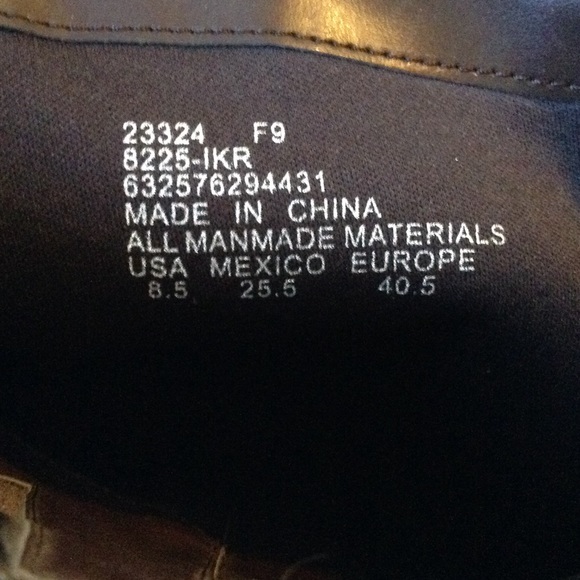 23324 F9
8225-IKR
632576294431
MADE IN CHINA
ALL MANMADE MATERIALS
USA MEXICO EUROPE
8.5 25.5 40.5